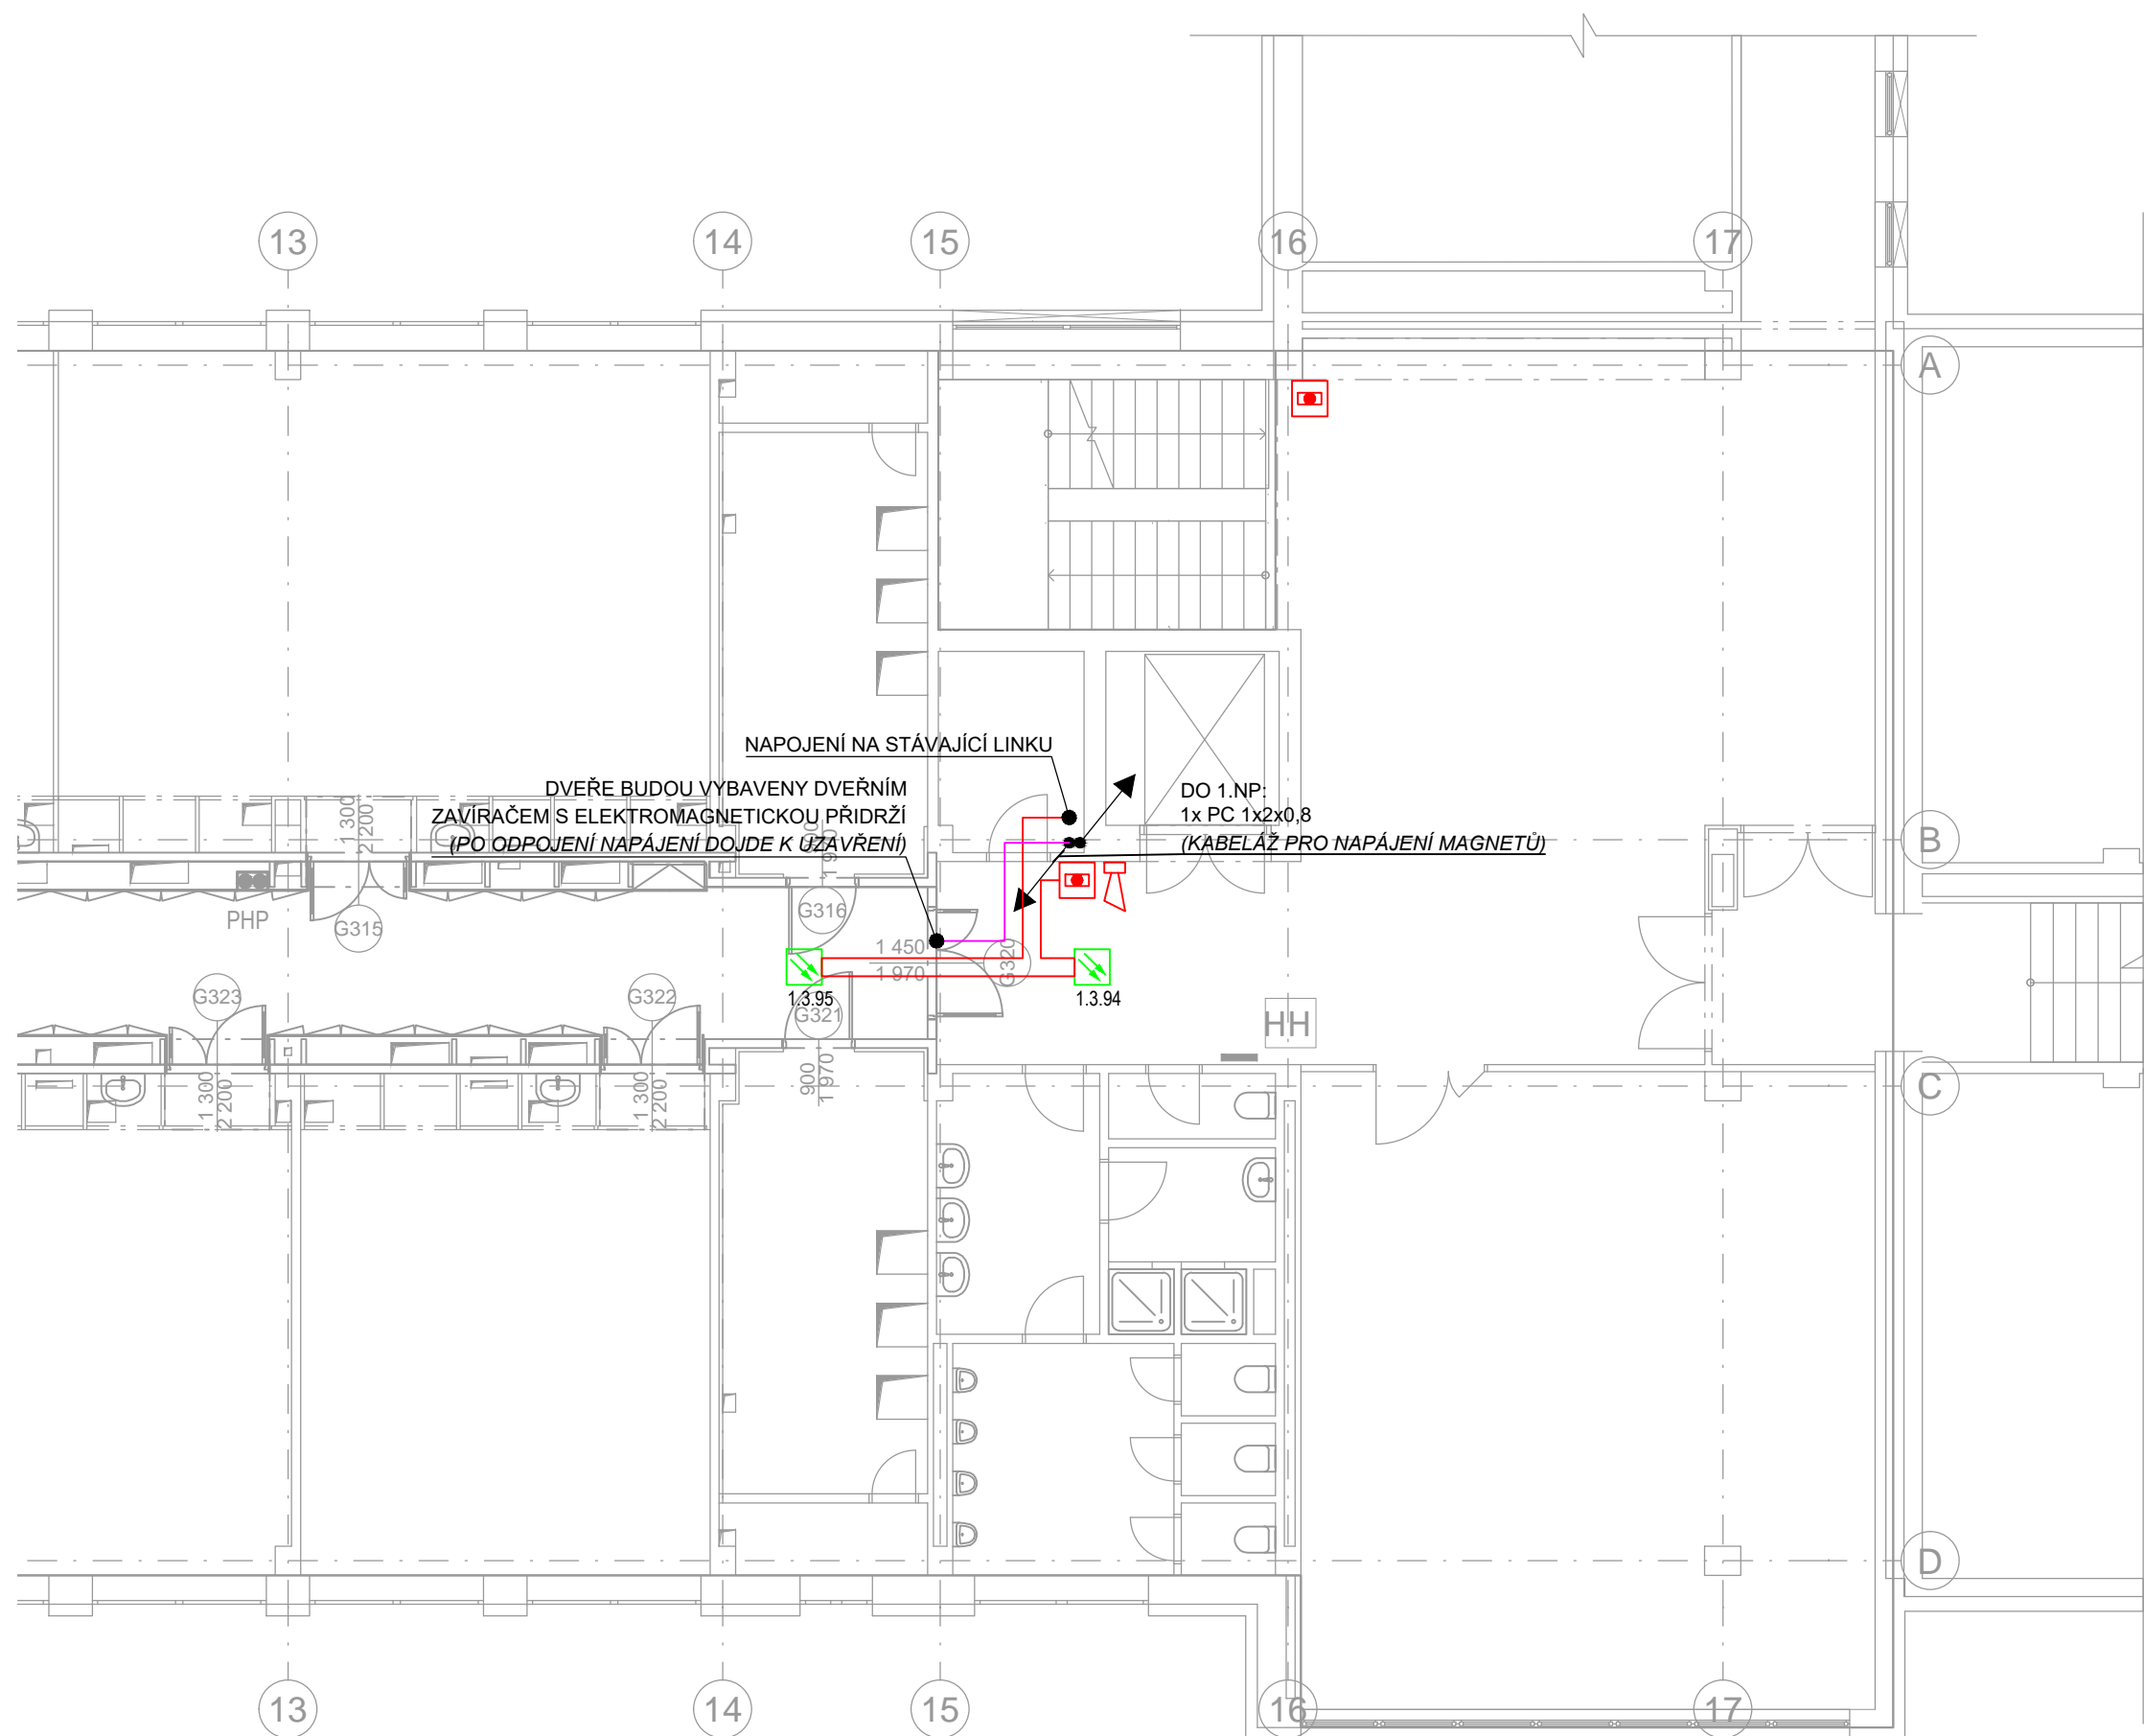 13
14
15
16
17
A
NAPOJENÍ NA STÁVAJÍCÍ LINKU
DVEŘE BUDOU VYBAVENY DVEŘNÍM
ZAVÍRAČEM S ELEKTROMAGNETICKOU PŘIDRŽÍ
(PO ODPOJENÍ NAPÁJENÍ DOJDE K UZAVŘENÍ)
DO 1.NP:
1x PC 1x2x0,8
(KABELÁŽ PRO NAPÁJENÍ MAGNETŮ)
1 300
2 200
900
1 970
B
PHP
G315
G316
1 450
1 970
G320
G323
G322
1.3.95
G321
1.3.94
HH
1 300
2 200
1 300
2 200
900
1 970
C
D
13
14
15
16
17